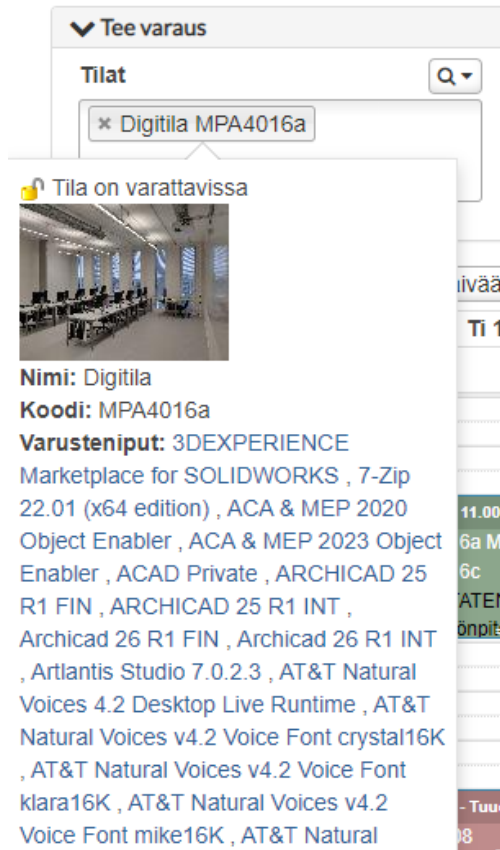 Tee varaus
Tilat
× Digitila MPA4016a
Tila on varattavissa
Nimi: Digitila
Koodi: MPA4016a
Varusteniput: 3DEXPERIENCE
Marketplace for SOLIDWORKS , 7-Zip
22.01 (x64 edition) , ACA & MEP 2020
Object Enabler , ACA & MEP 2023 Object
Enabler , ACAD Private , ARCHICAD 25
R1 FIN , ARCHICAD 25 R1 INT ,
Archicad 26 R1 FIN , Archicad 26 R1 INT
, Artlantis Studio 7.0.2.3 , AT&T Natural
Voices 4.2 Desktop Live Runtime , AT&T
Natural Voices v4.2 Voice Font crystal16K
, AT&T Natural Voices v4.2 Voice Font
klara16K , AT&T Natural Voices v4.2
Voice Font mike16K , AT&T Natural
ivää
Ti 1
11.00
6a M
6c
ATEN
önpit
- Tuu
08